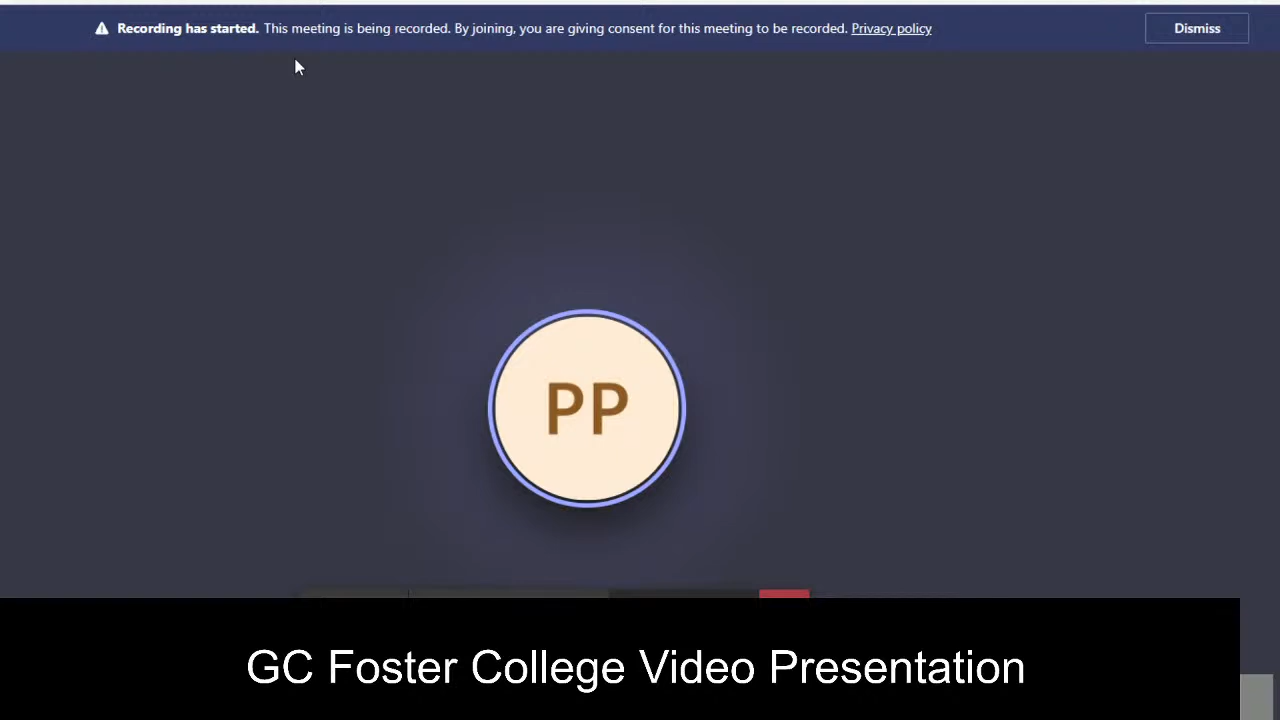 Recording has started. This meeting is being recorded. By joining, you are giving consent for this meeting to be recorded. Privacy policy Dismiss
PP
GC Foster College Video Presentation